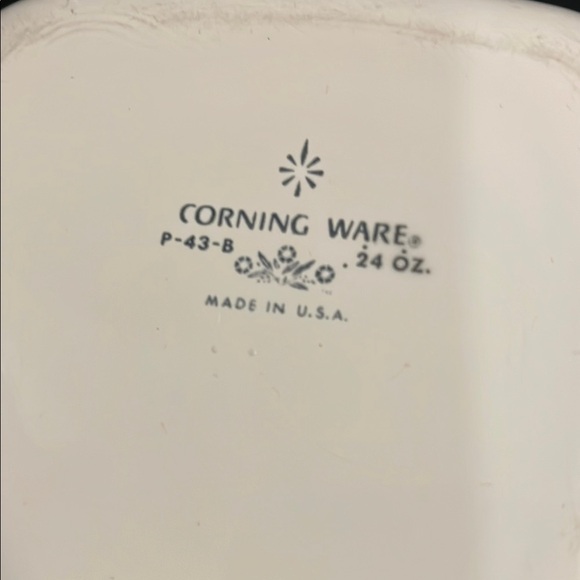 CORNING WARE®
P-43-B . 24 OZ.
MADE IN U.S.A.